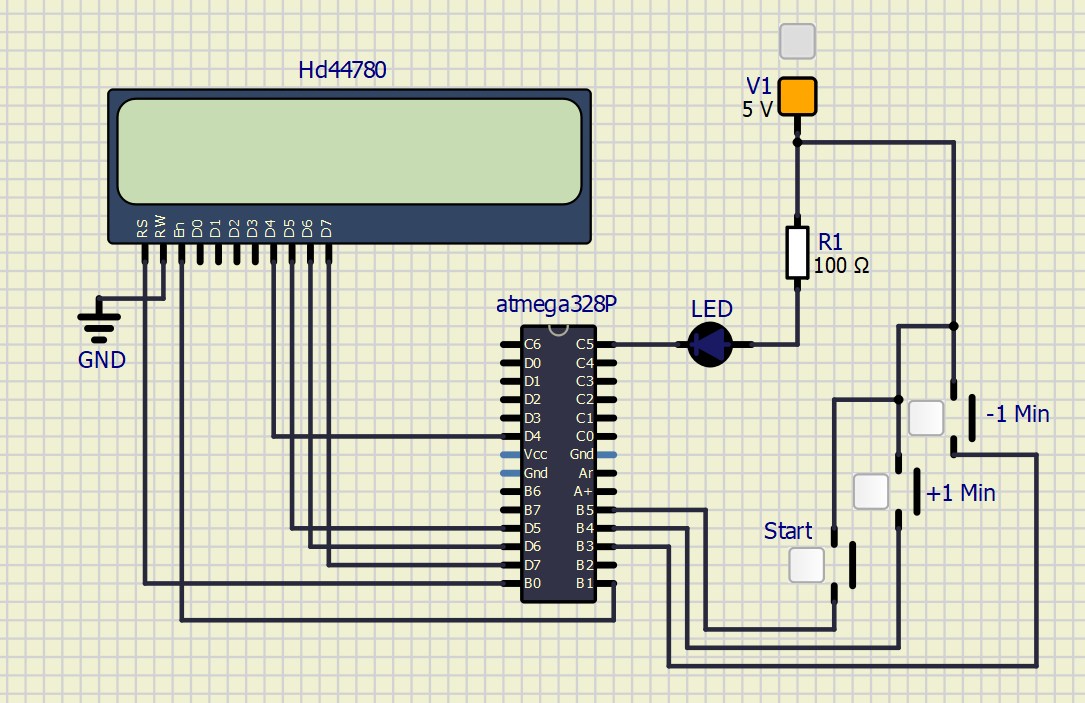 Hd44780
V1
5 V
RS RW En D0 D1 D2 D3 D4 D5 D6 D7
R1
100 Ω
GND
atmega328P
LED
C6 C5
D0 C4
D1 C3
D2 C2
D3 C1
D4 C0
Vcc Gnd
Gnd Ar
B6 A+
B7 B5
D5 B4
D6 B3
D7 B2
B0 B1
-1 Min
+1 Min
Start